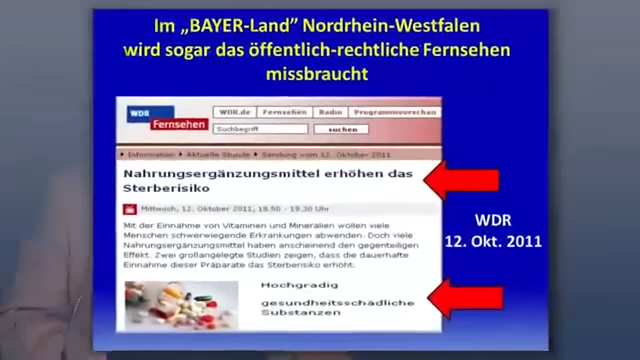 Im „BAYER-Land” Nordrhein-Westfalen
wird sogar das öffentlich-rechtliche Fernsehen
missbraucht
WDR
Fernsehen
WDR.de Fernsehen Radio Programmvorschau
Suchbegriff suchen
Information Aktuelle Stunde Sendung vom 12. Oktober 2011
Nahrungsergänzungsmittel erhöhen das
Sterberisiko
Mittwoch, 12. Oktober 2011, 18.50 - 19.30 Uhr
Mit der Einnahme von Vitaminen und Mineralien wollen viele
Menschen schwerwiegende Erkrankungen abwenden. Doch viele
Nahrungsergänzungsmittel haben anscheinend den gegenteiligen
Effekt. Zwei großangelegte Studien zeigen, dass die dauerhafte
Einnahme dieser Präparate das Sterberisiko erhöht.
Hochgradig
gesundheitsschädliche
Substanzen
WDR
12. Okt. 2011